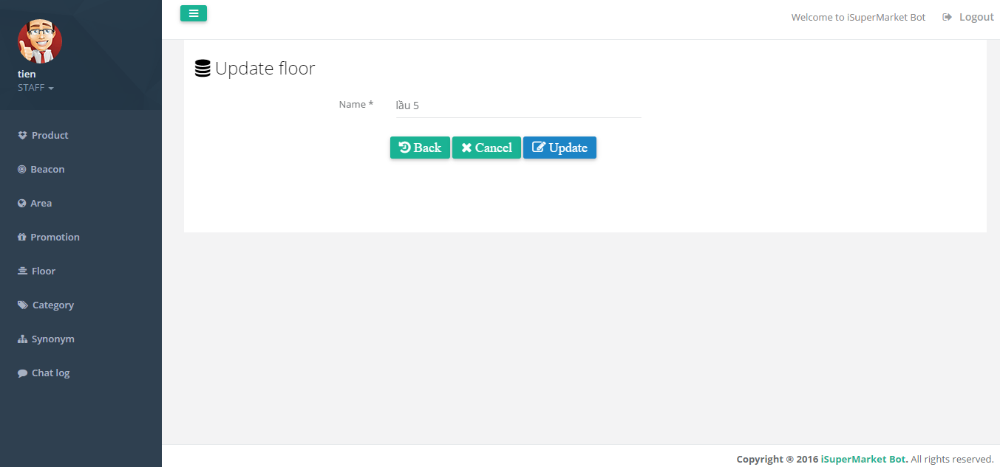 tien
STAFF
Product
Beacon
Area
Promotion
Floor
Category
Synonym
Chat log
Welcome to iSuperMarket Bot
Logout
Update floor
Name *
lầu 5
Back
Cancel
Update
Copyright ® 2016 iSuperMarket Bot. All rights reserved.